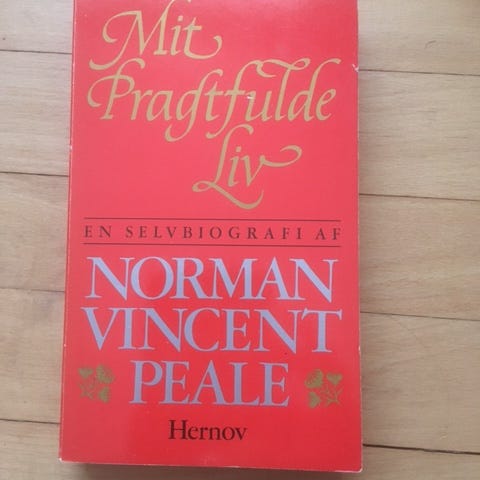 Mit
Pragtfulde
Liv
EN SELVBIOGRAFI AF
NORMAN
VINCENT
PEALE
Hernov